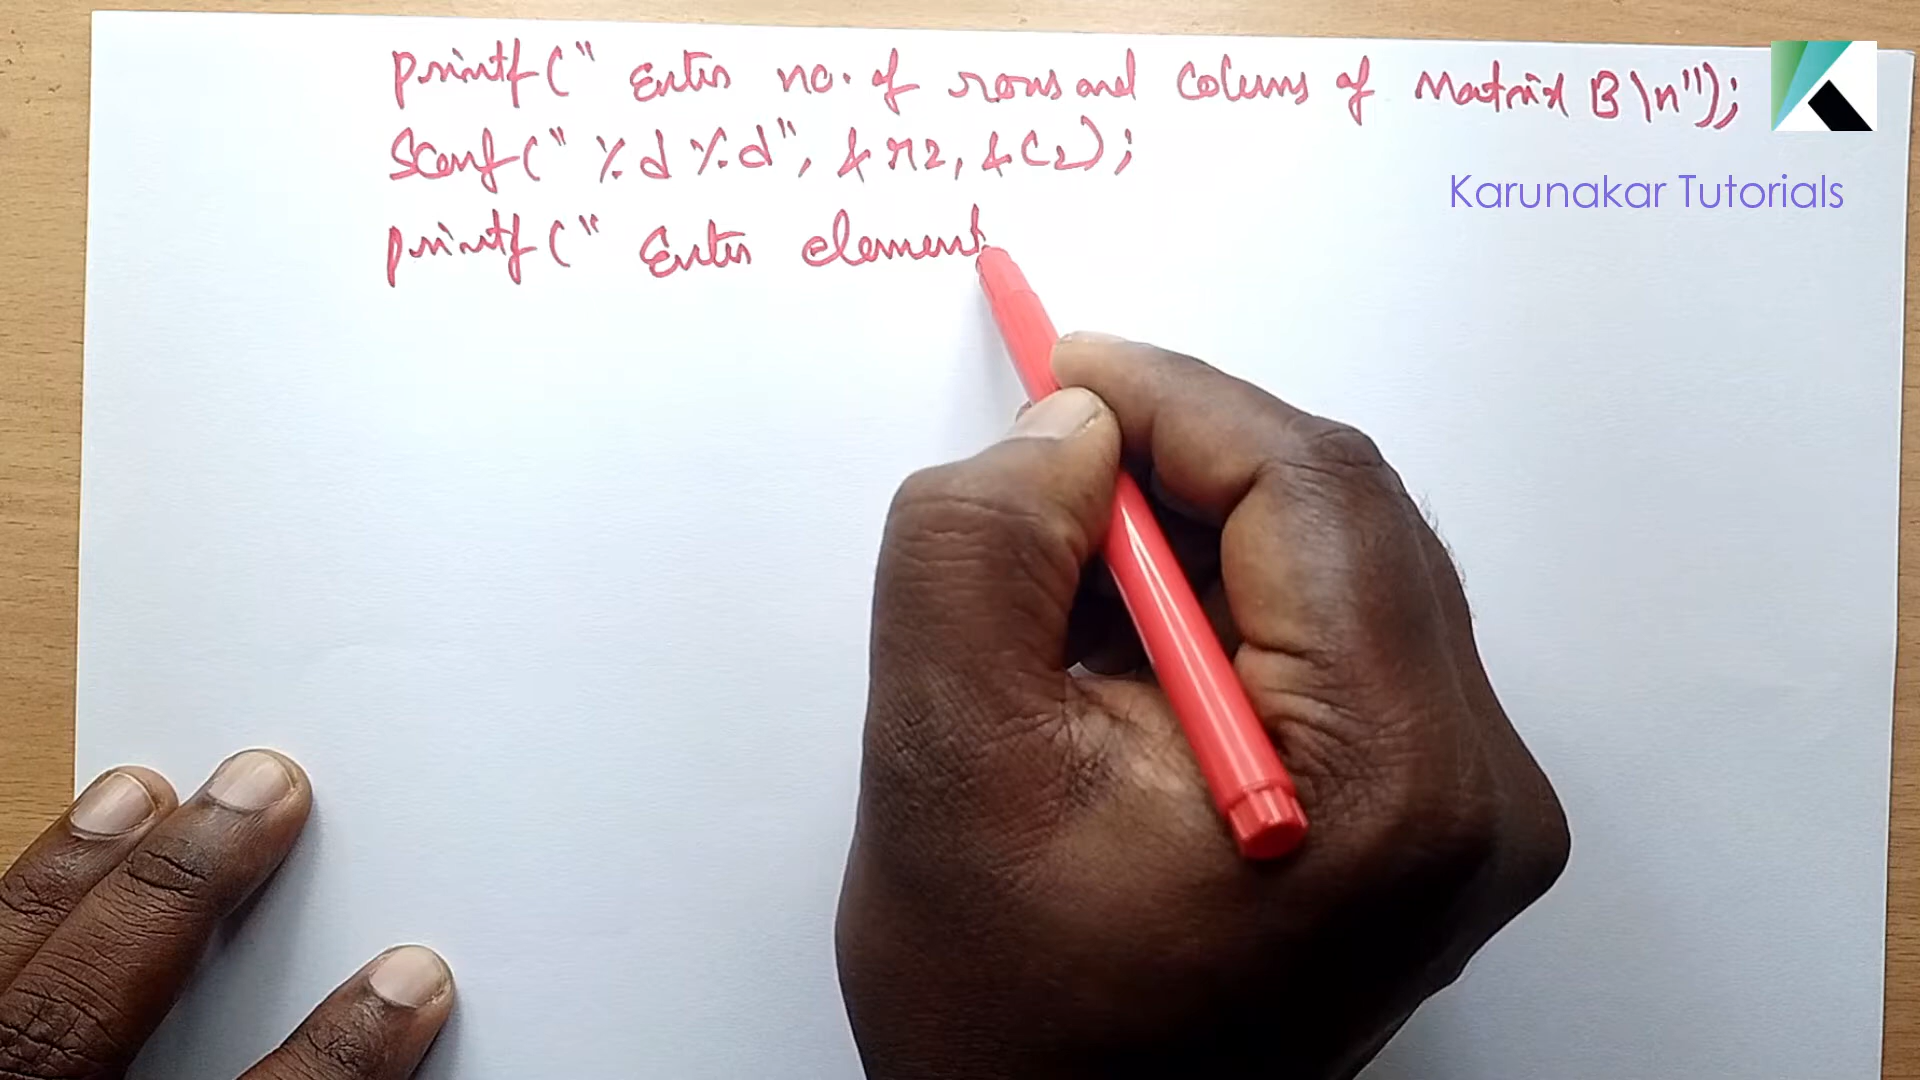 printf(" Enter no. of rows and colums of matrix B \n");
Scanf(" %d %d", &r2, &c2);
printf(" Enter element
Karunakar Tutorials